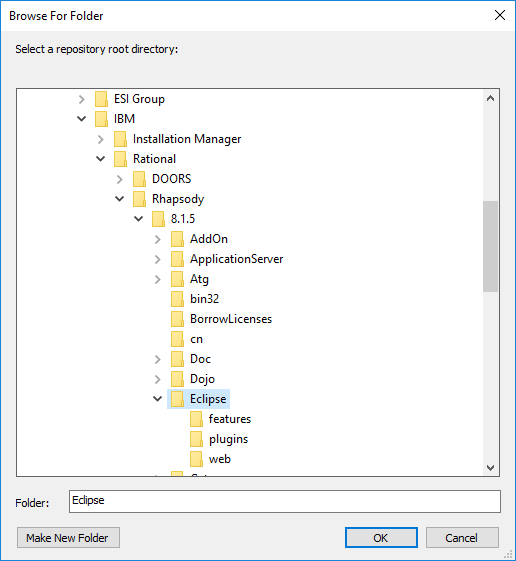 Browse For Folder
Select a repository root directory:
ESI Group
IBM
Installation Manager
Rational
DOORS
Rhapsody
8.1.5
AddOn
ApplicationServer
Atg
bin32
BorrowLicenses
cn
Doc
Dojo
Eclipse
features
plugins
web
Folder: Eclipse
Make New Folder OK Cancel